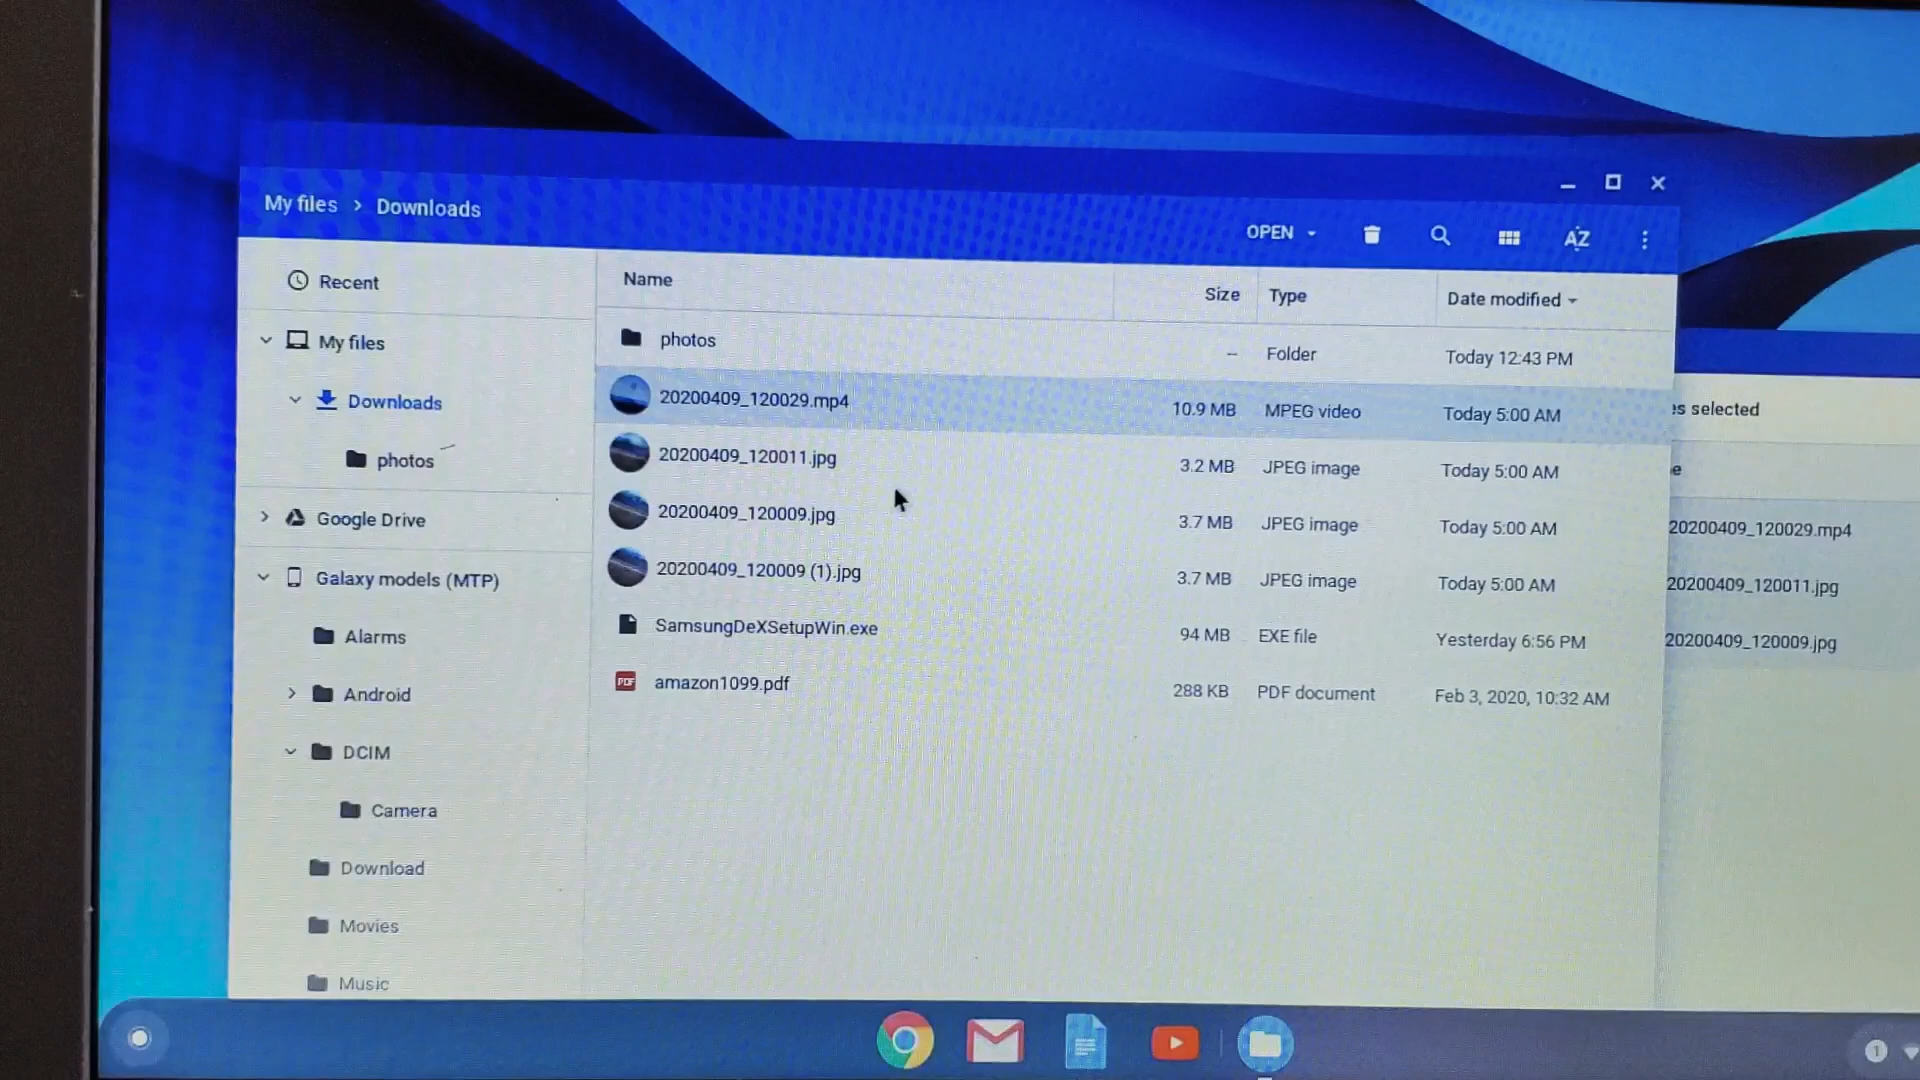 My files > Downloads
OPEN
AZ
Recent
My files
Downloads
photos
Google Drive
Galaxy models (MTP)
Alarms
Android
DCIM
Camera
Download
Movies
Music
Name Size Type Date modified
photos -- Folder Today 12:43 PM
20200409_120029.mp4 10.9 MB MPEG video Today 5:00 AM
20200409_120011.jpg 3.2 MB JPEG image Today 5:00 AM
20200409_120009.jpg 3.7 MB JPEG image Today 5:00 AM
20200409_120009 (1).jpg 3.7 MB JPEG image Today 5:00 AM
SamsungDeXSetupWin.exe 94 MB EXE file Yesterday 6:56 PM
PDF amazon1099.pdf 288 KB PDF document Feb 3, 2020, 10:32 AM
es selected
e
20200409_120029.mp4
20200409_120011.jpg
20200409_120009.jpg
1